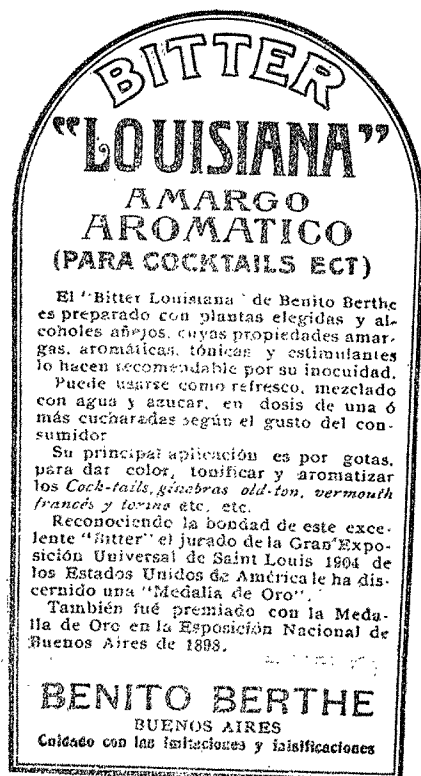 BITTER
"LOUISIANA"
AMARGO
AROMATICO
(PARA COCKTAILS ECT)
El "Bitter Louisiana" de Benito Berthe
es preparado con plantas elegidas y al-
coholes añejos, cuyas propiedades amar-
gas, aromáticas, tónicas y estimulantes
lo hacen recomendable por su inocuidad.
Puede usarse como refresco, mezclado
con agua y azucar, en dosis de una ó
más cucharadas según el gusto del con-
sumidor
Su principal aplicación es por gotas,
para dar color, tonificar y aromatizar
los Cock-tails, ginebras old-ton, vermouth
francés y torino etc, etc.
Reconociendo la bondad de este exce-
lente "Bitter" el jurado de la Gran Expo-
sición Universal de Saint Louis 1904 de
los Estados Unidos de América le ha dis-
cernido una "Medalla de Oro".
También fué premiado con la Meda-
lla de Oro en la Esposición Nacional de
Buenos Aires de 1898.
BENITO BERTHE
BUENOS AIRES
Cuidado con las imitaciones y falsificaciones